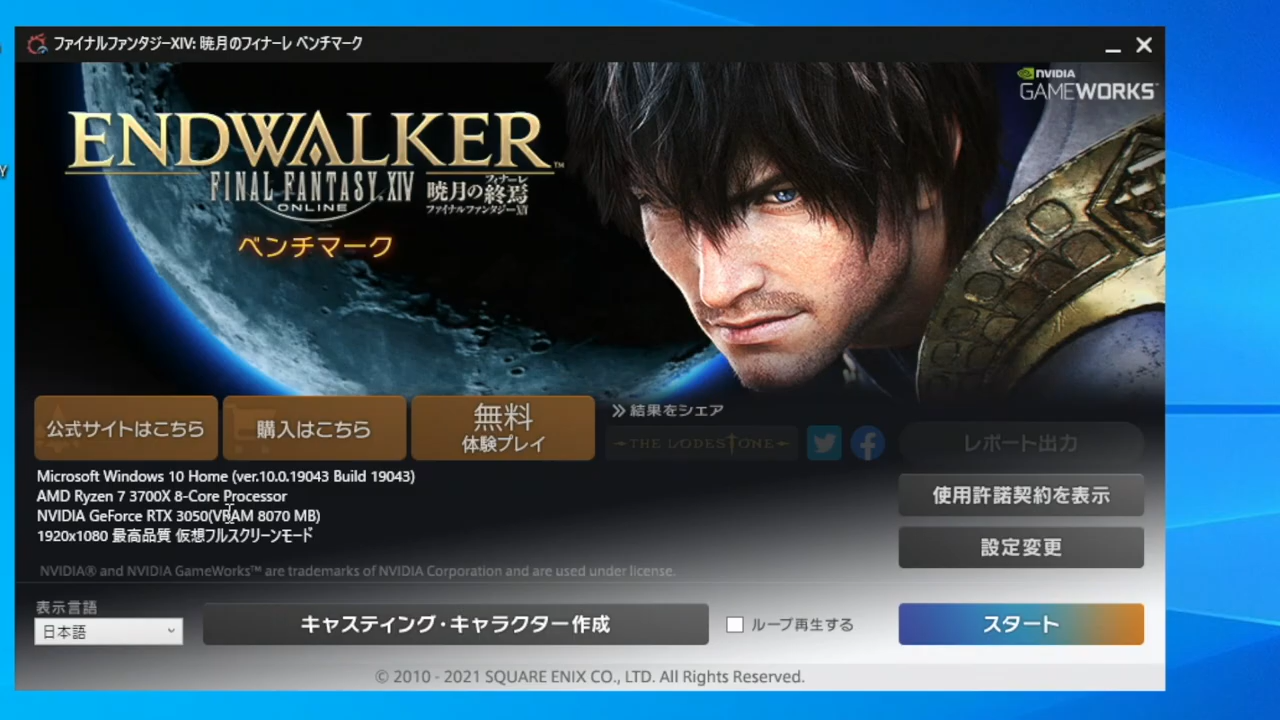 ファイナルファンタジーXIV: 暁月のフィナーレ ベンチマーク
NVIDIA
GAMEWORKS
ENDWALKER™
FINAL FANTASY XIV
ONLINE
フィナーレ
暁月の終焉
ファイナルファンタジーXIV
ベンチマーク
公式サイトはこちら
購入はこちら
無料
体験プレイ
結果をシェア
THE LODESTONE
レポート出力
Microsoft Windows 10 Home (ver.10.0.19043 Build 19043)
AMD Ryzen 7 3700X 8-Core Processor
NVIDIA GeForce RTX 3050(VRAM 8070 MB)
1920x1080 最高品質 仮想フルスクリーンモード
使用許諾契約を表示
設定変更
NVIDIA® and NVIDIA GameWorks™ are trademarks of NVIDIA Corporation and are used under license.
表示言語
日本語
キャスティング・キャラクター作成
ループ再生する
スタート
© 2010 - 2021 SQUARE ENIX CO., LTD. All Rights Reserved.